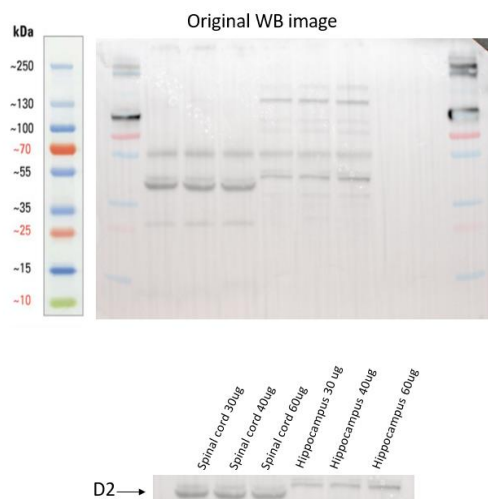 Original WB image
kDa
~250
~130
~100
~70
~55
~35
~25
~15
~10
Spinal cord 30ug
Spinal cord 40ug
Spinal cord 60ug
Hippocampus 30 ug
Hippocampus 40ug
Hippocampus 60ug
D2